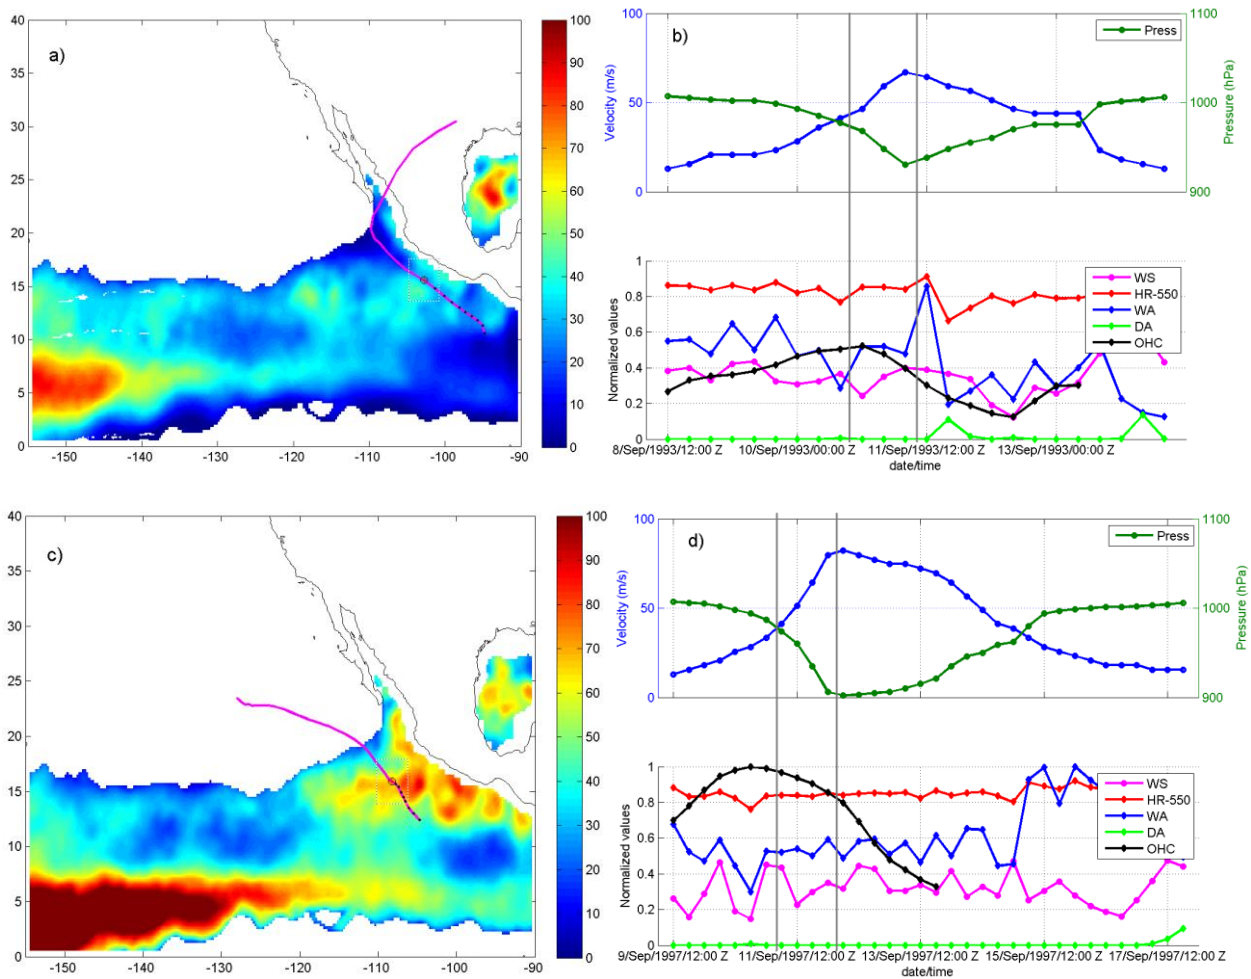 a)
40
35
30
25
20
15
10
5
0
-150 -140 -130 -120 -110 -100 -90
100
90
80
70
60
50
40
30
20
10
0
b)
Press
100
50
0
Velocity (m/s)
1100
1000
900
Pressure (hPa)
1
0.8
0.6
0.4
0.2
0
Normalized values
WS
HR-550
WA
DA
OHC
8/Sep/1993/12:00 Z 10/Sep/1993/00:00 Z 11/Sep/1993/12:00 Z 13/Sep/1993/00:00 Z
date/time
c)
40
35
30
25
20
15
10
5
0
-150 -140 -130 -120 -110 -100 -90
100
90
80
70
60
50
40
30
20
10
0
d)
Press
100
50
0
Velocity (m/s)
1100
1000
900
Pressure (hPa)
1
0.8
0.6
0.4
0.2
0
Normalized values
WS
HR-550
WA
DA
OHC
9/Sep/1997/12:00 Z 11/Sep/1997/12:00 Z 13/Sep/1997/12:00 Z 15/Sep/1997/12:00 Z 17/Sep/1997/12:00 Z
date/time